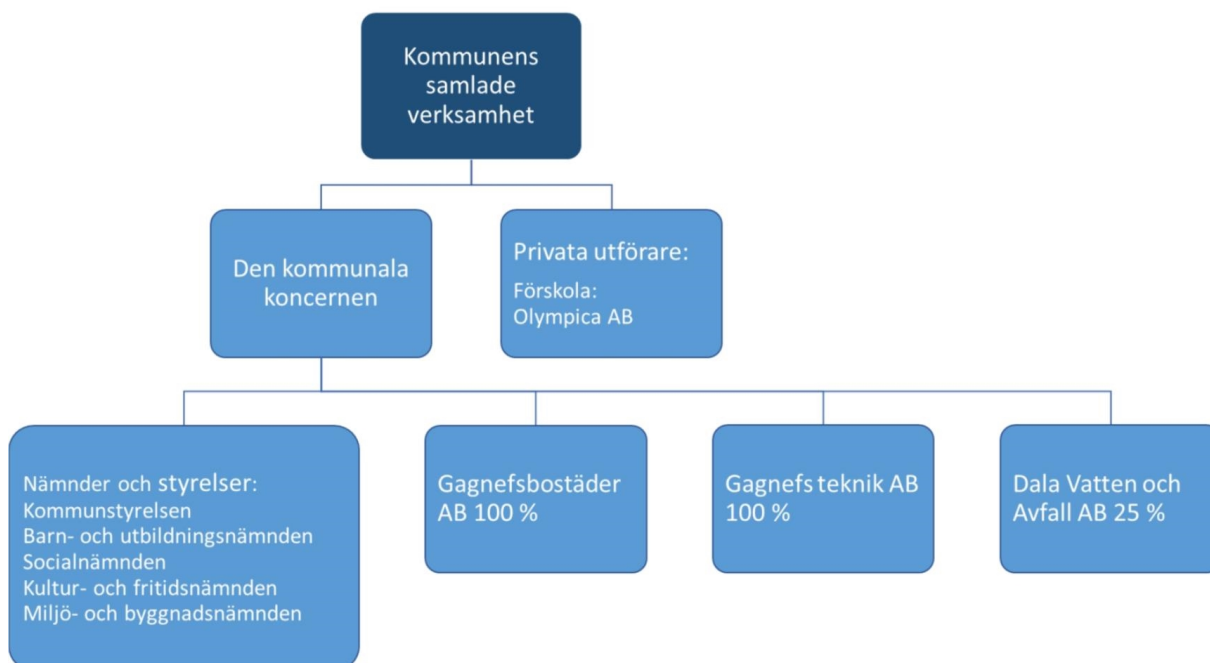 Kommunens
samlade
verksamhet
Den kommunala
koncernen
Privata utförare:
Förskola:
Olympica AB
Nämnder och styrelser:
Kommunstyrelsen
Barn- och utbildningsnämnden
Socialnämnden
Kultur- och fritidsnämnden
Miljö- och byggnadsnämnden
Gagnefsbostäder
AB 100 %
Gagnefs teknik AB
100 %
Dala Vatten och
Avfall AB 25 %